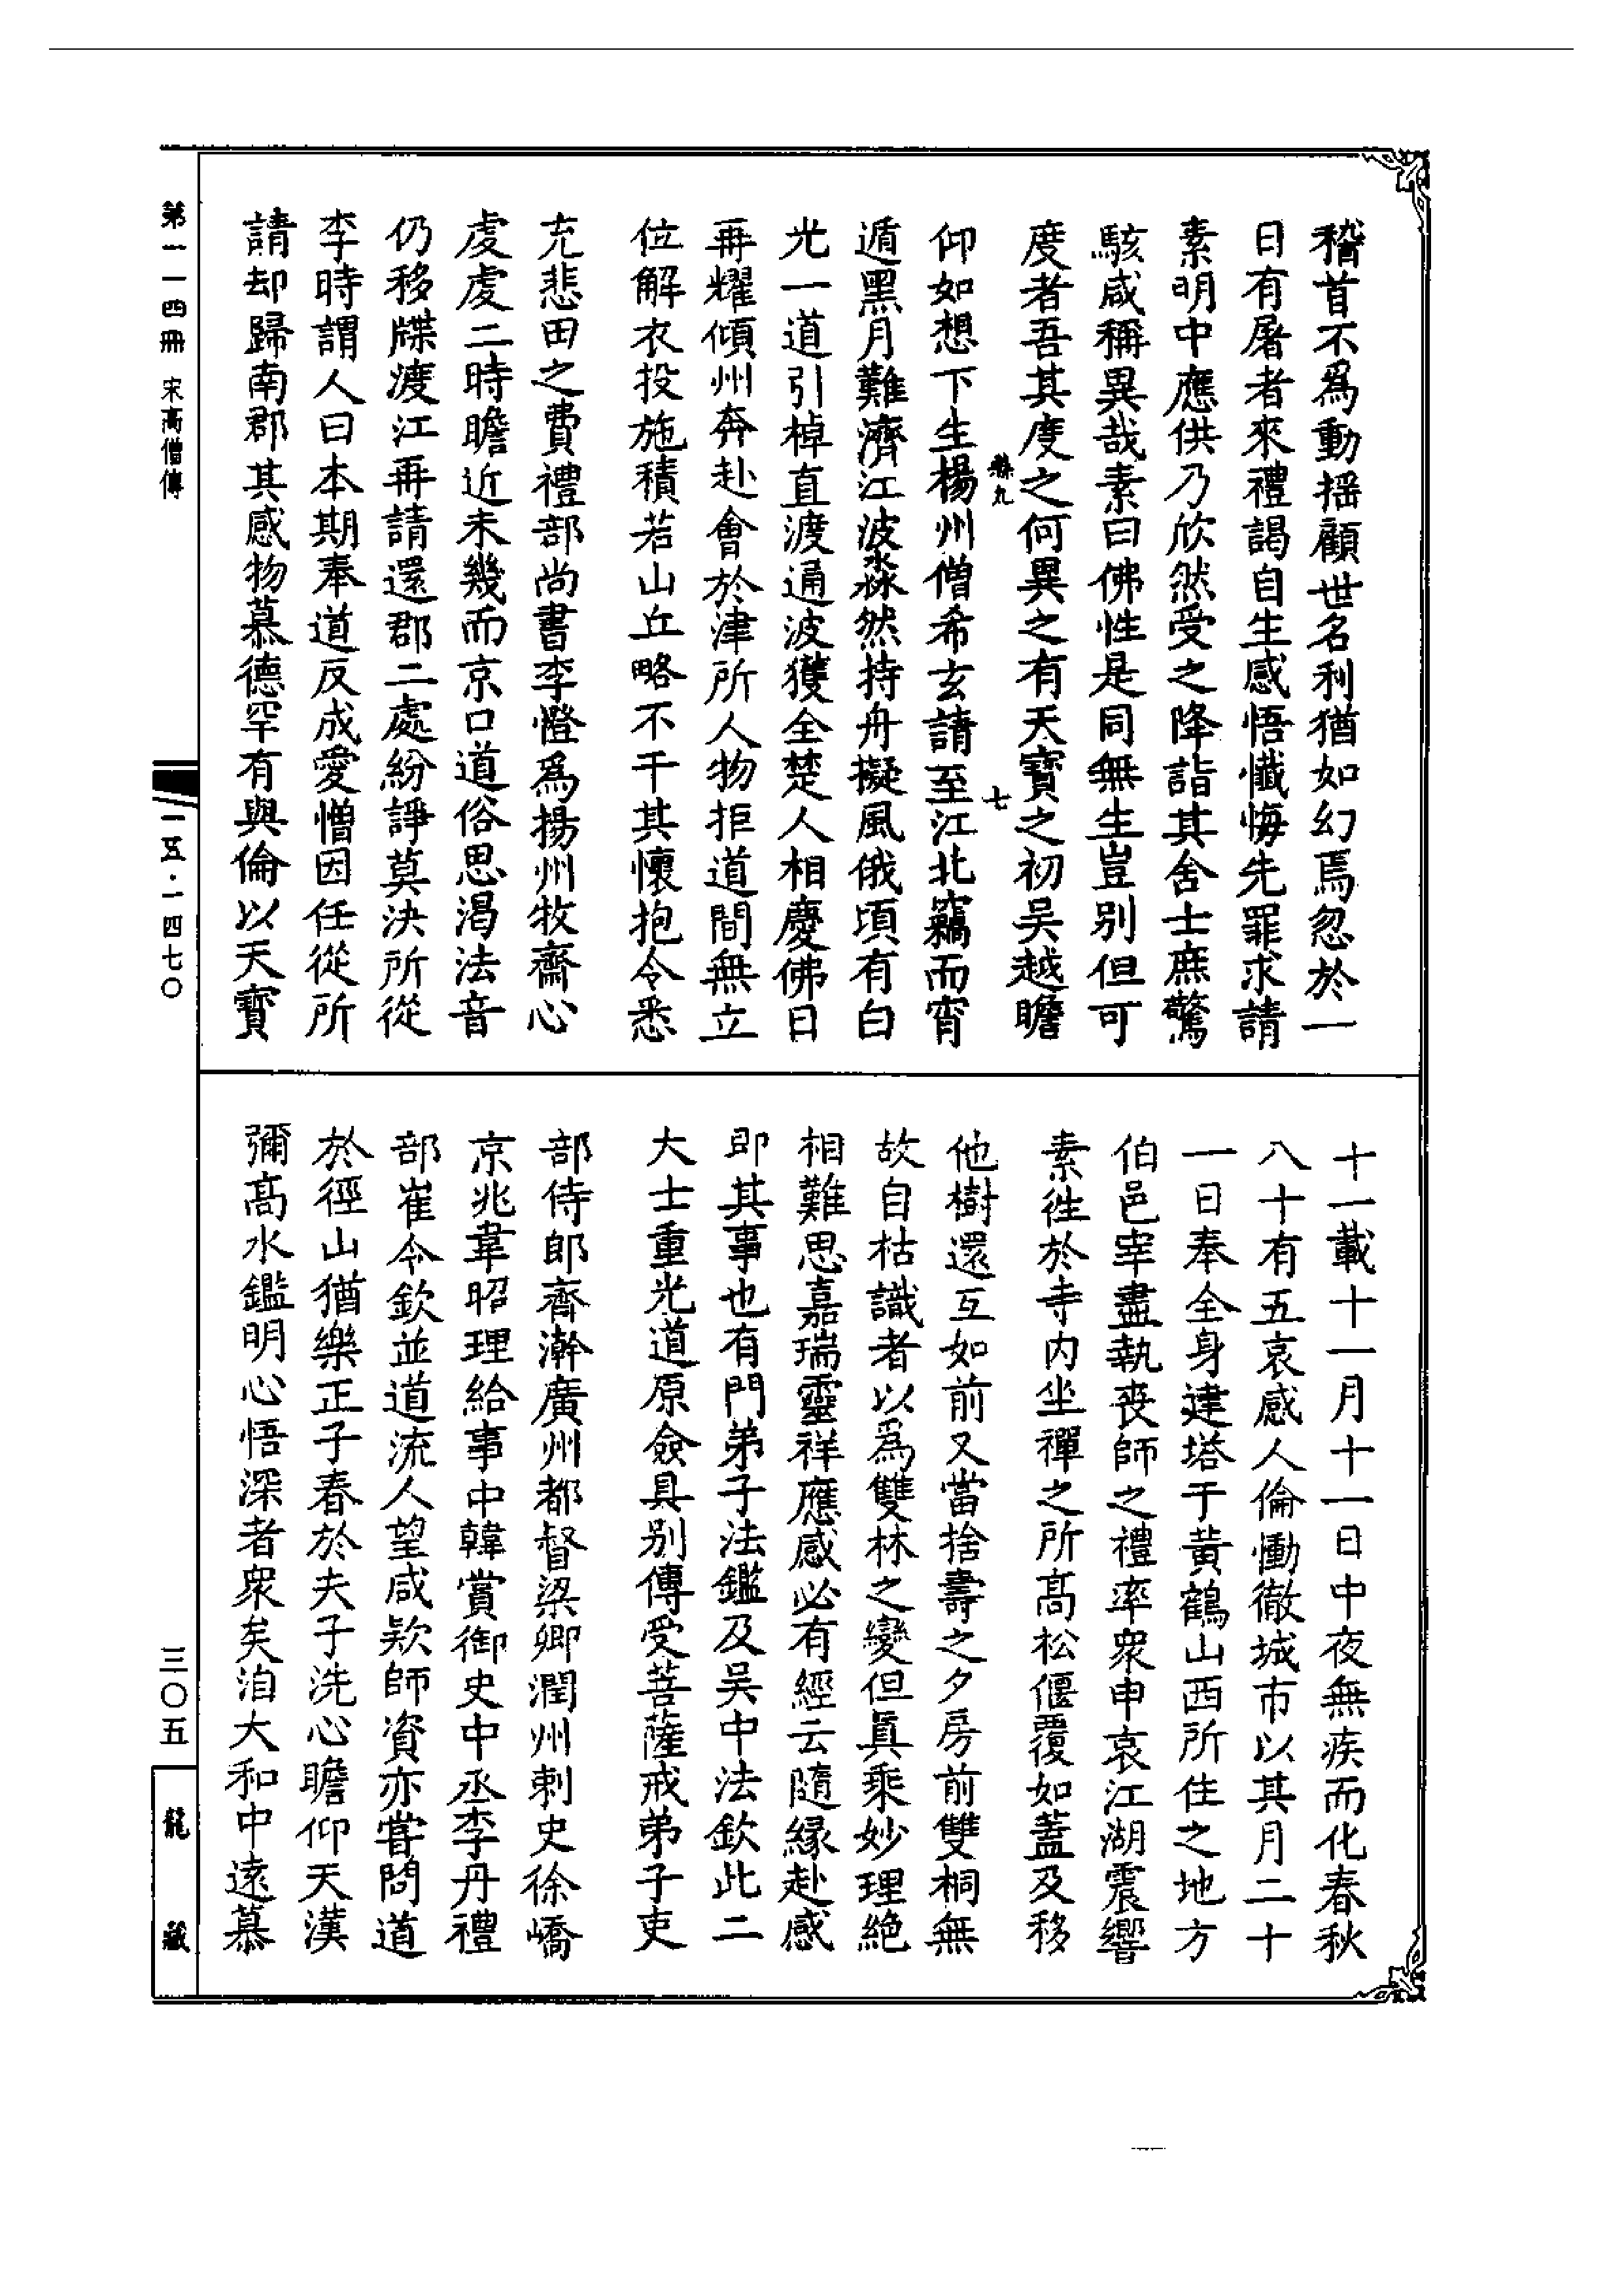 稽首不爲動揺顧世名利猶如幻焉忽於一
日有屠者來禮謁自生感悟懺悔先罪求請
素明中應供乃欣然受之降詣其舍士庶驚
駭咸稱異哉素曰佛性是同無生豈別但可
度者吾其度之何異之有天寶之初吴越瞻
仰如想下生楊州僧希玄請至江北竊而宵
遁黑月難濟江波淼然持舟擬風俄頃有白
光一道引棹直渡通波獲全楚人相慶佛日
再耀傾州奔赴會於津所人物拒道間無立
位解衣投施積若山丘略不干其懷抱令悉
充悲田之費禮部尚書李憕爲揚州牧齋心
虔虔二時瞻近未幾而京口道俗思渴法音
仍移牒渡江再請還郡二處紛諍莫決所從
李時謂人曰本期奉道反成愛憎因任從所
請却歸南郡其感物慕德罕有與倫以天寶
十一載十一月十一日中夜無疾而化春秋
八十有五哀感人倫慟徹城市以其月二十
一日奉全身建塔于黄鶴山西所住之地方
伯邑宰盡執喪師之禮率衆申哀江湖震響
素徃於寺内坐禪之所髙松偃覆如蓋及移
他樹還互如前又當捨壽之夕房前雙桐無
故自枯識者以爲雙林之變但眞乘妙理絶
相難思嘉瑞靈祥應感必有經云隨縁赴感
即其事也有門弟子法鑑及吴中法欽此二
大士重光道原僉具別傳受菩薩戒弟子吏
部侍郎齊澣廣州都督梁卿潤州刺史徐嶠
京兆韋昭理給事中韓賞御史中丞李丹禮
部崔令欽並道流人望咸欵師資亦嘗問道
於徑山猶樂正子春於夫子洗心瞻仰天漢
彌髙水鑑明心悟深者衆矣洎大和中逺慕
第一一四冊 宋高僧傳
一五·一四七〇
三〇五
龍藏
七